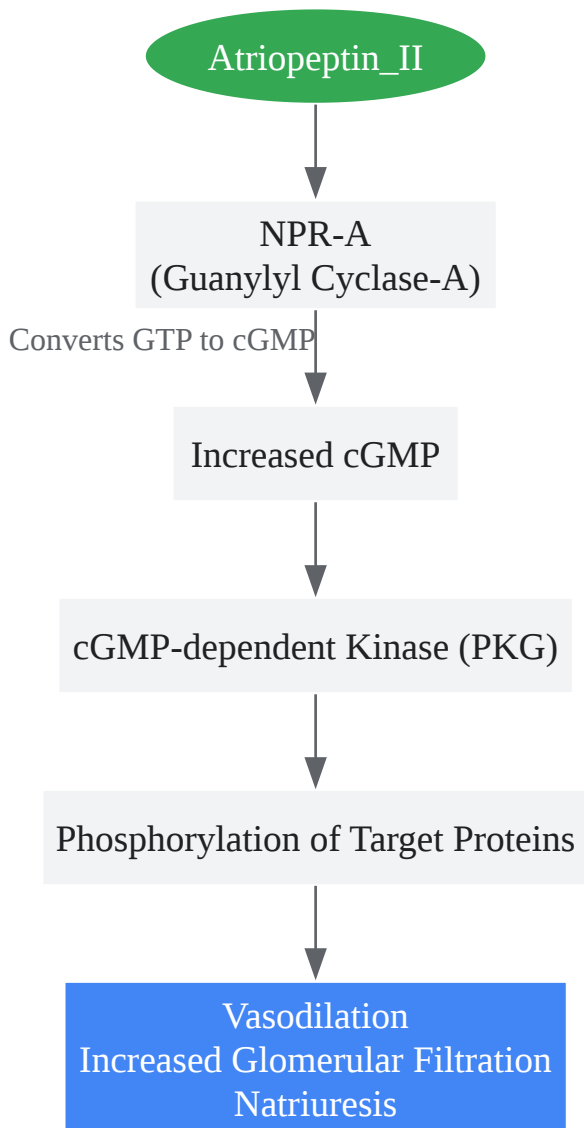 Atriopeptin_II
NPR-A
(Guanylyl Cyclase-A)
Converts GTP to cGMP
Increased cGMP
cGMP-dependent Kinase (PKG)
Phosphorylation of Target Proteins
Vasodilation
Increased Glomerular Filtration
Natriuresis